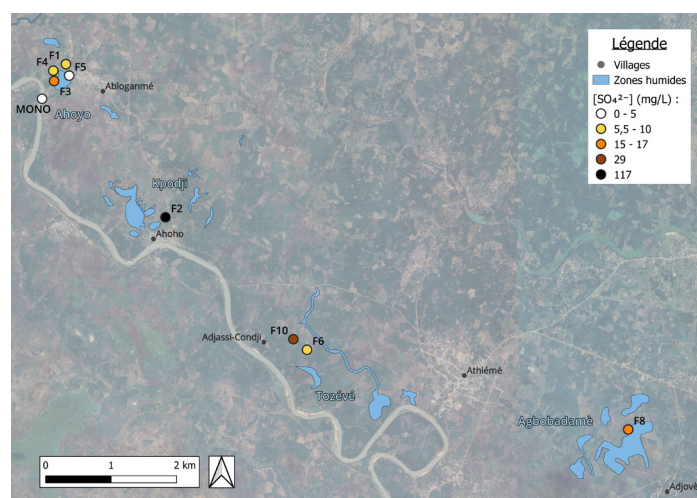 Légende
Villages
Zones humides
[SO₄²⁻] (mg/L) :
0 - 5
5,5 - 10
15 - 17
29
117
F1
F4
F5
F3
Abloganmé
MONO
Ahoyo
Kpodji
F2
Ahoho
F10
F6
Adjassi-Condji
Athiémé
Tozévé
Agbobadamè
F8
Adjovè
0 1 2 km